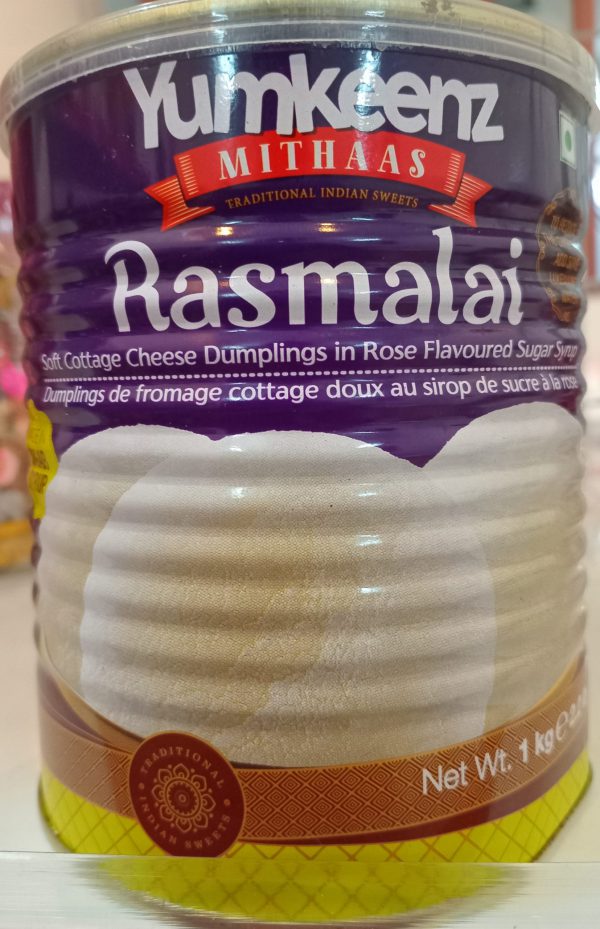 Yumkeenz
MITHAAS
TRADITIONAL INDIAN SWEETS
Rasmalai
Soft Cottage Cheese Dumplings in Rose Flavoured Sugar Syrup
Dumplings de fromage cottage doux au sirop de sucre à la rose
Net Wt. 1 kg ℮
TRADITIONAL
INDIAN SWEETS